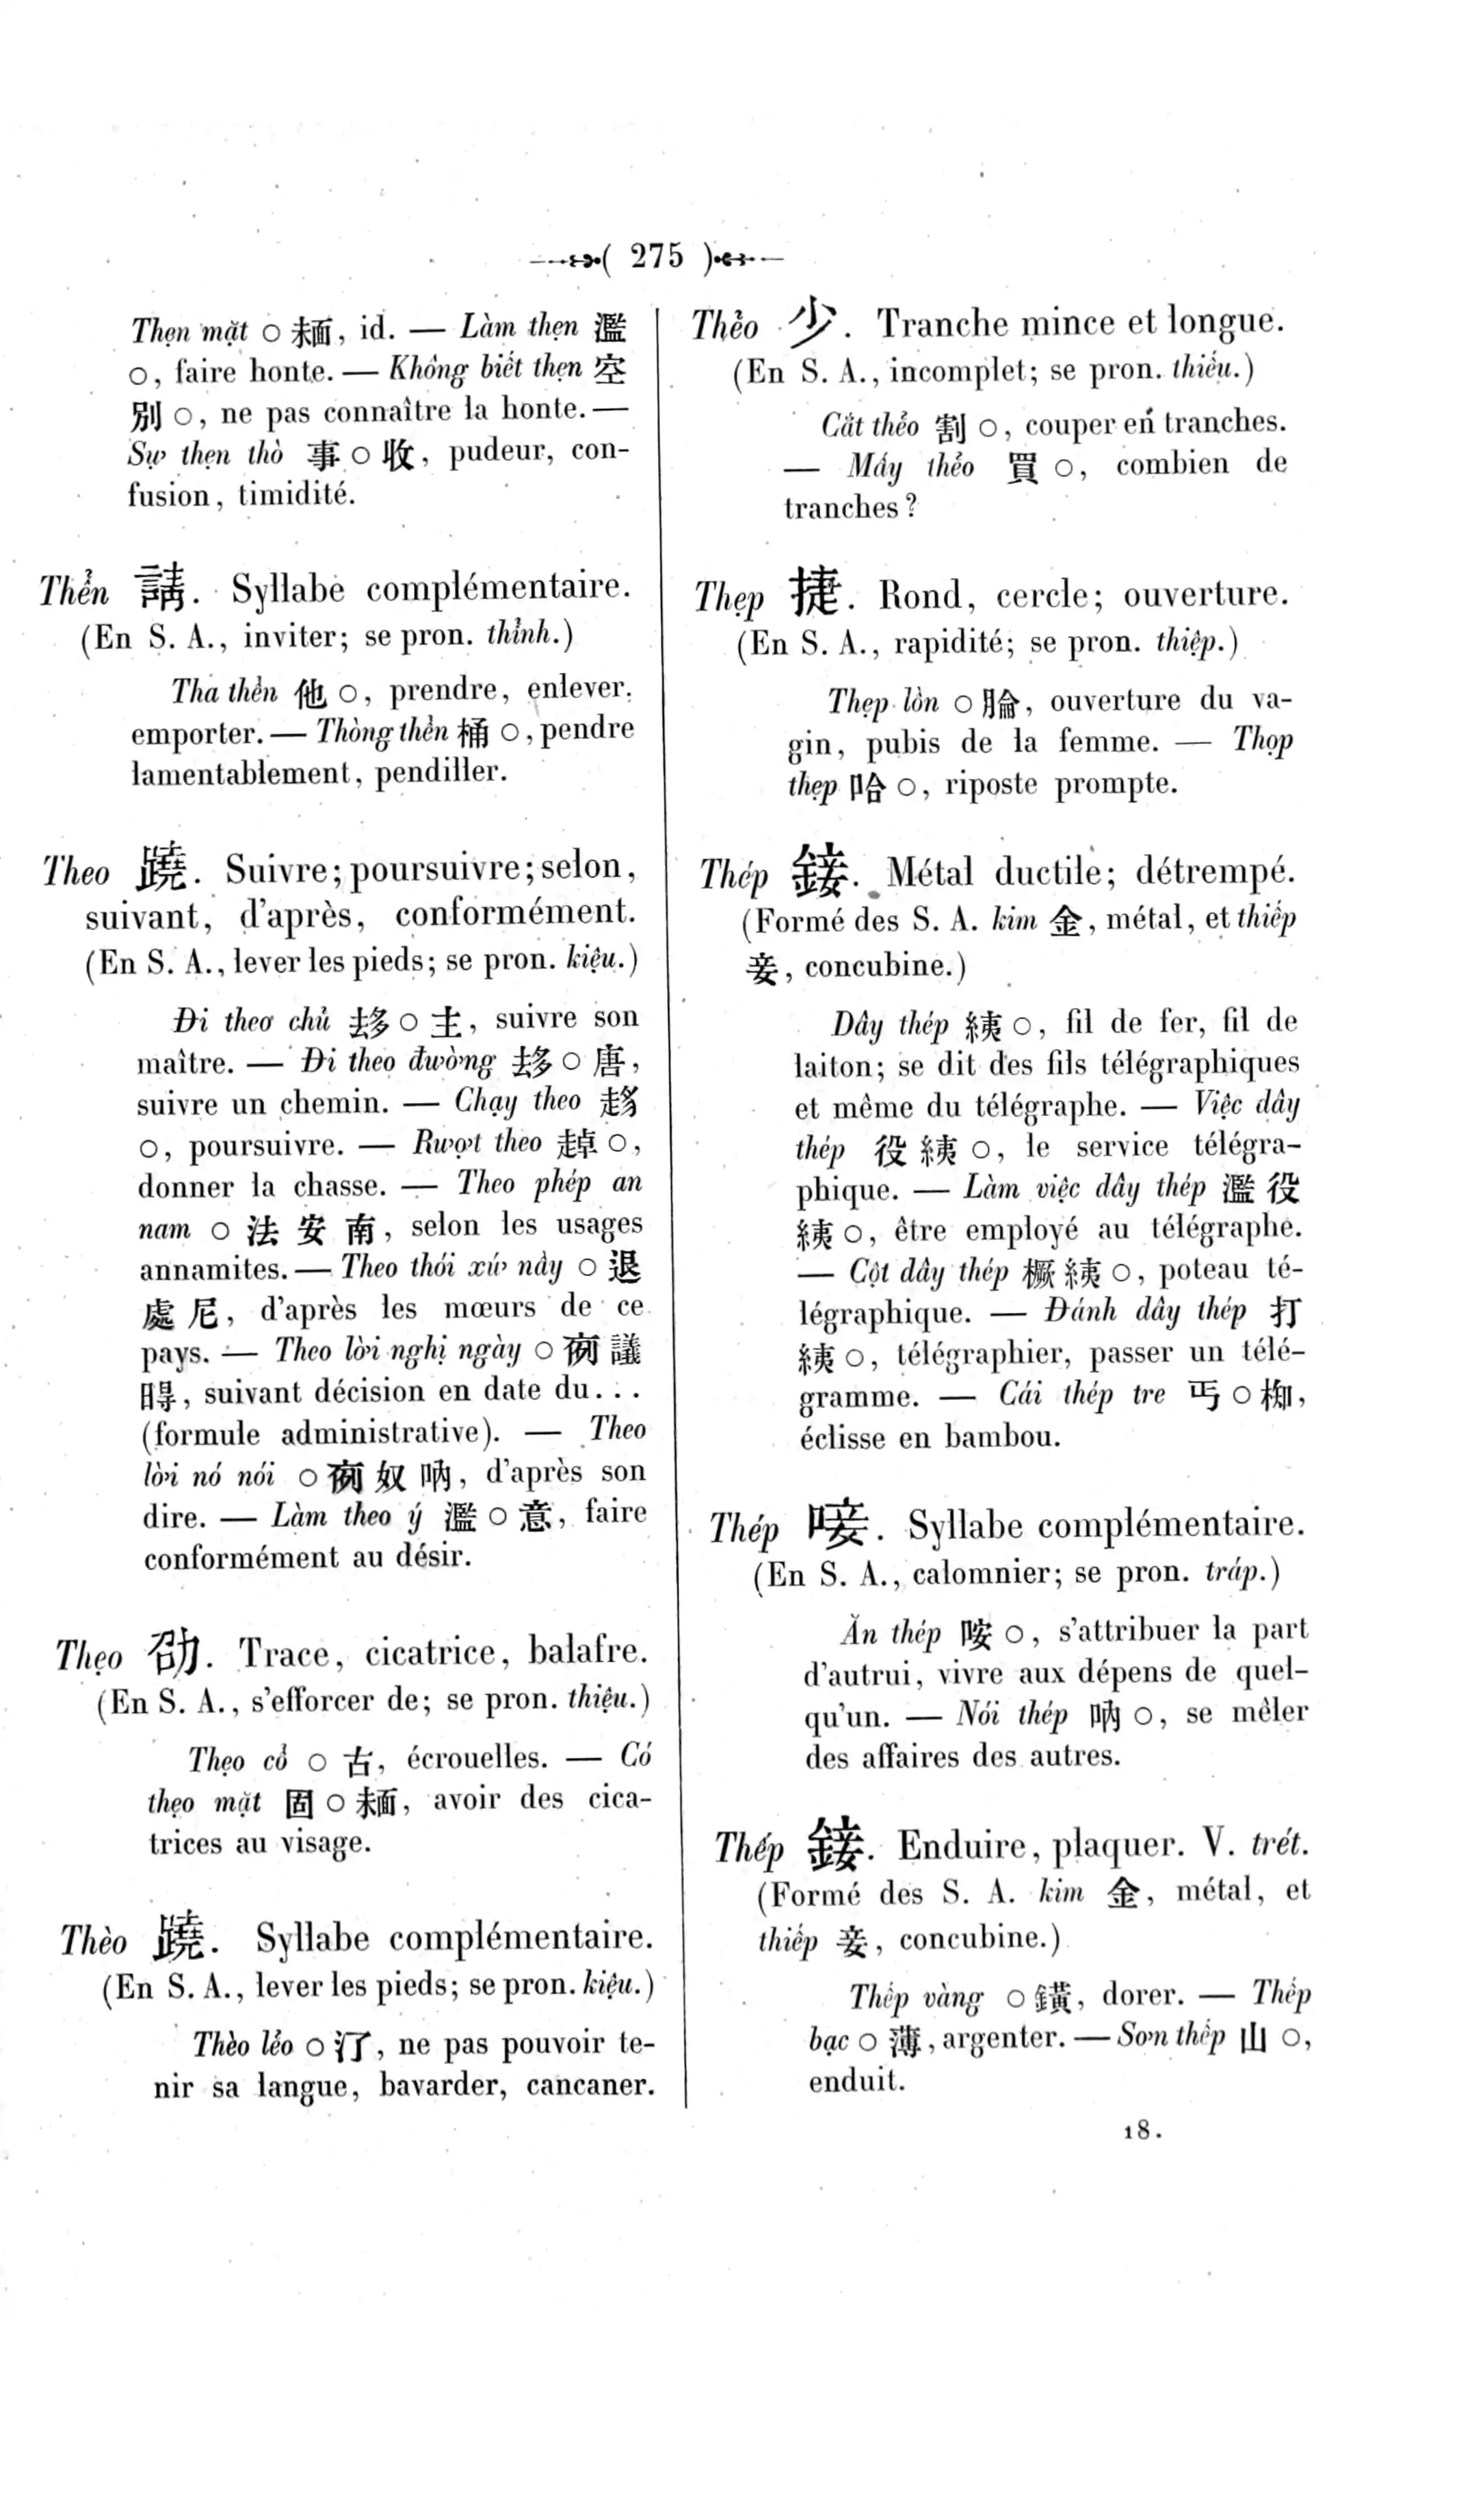 ( 275 )
Thẹn mặt ○ 𩈘, id. — Làm thẹn 濫
○, faire honte. — Không biết thẹn 空
別 ○, ne pas connaître la honte. —
Sự thẹn thò 事 ○ 收, pudeur, con-
fusion, timidité.
Thển 請. Syllabe complémentaire.
(En S. A., inviter; se pron. thỉnh.)
Tha thển 他 ○, prendre, enlever,
emporter. — Thòng thển 桶 ○, pendre
lamentablement, pendiller.
Theo 蹺. Suivre; poursuivre; selon,
suivant, d'après, conformément.
(En S. A., lever les pieds; se pron. kiệu.)
Đi theo chủ 𠫾 ○ 主, suivre son
maître. — Đi theo đường 𠫾 ○ 唐,
suivre un chemin. — Chạy theo 趍
○, poursuivre. — Rượt theo 趠 ○,
donner la chasse. — Theo phép an
nam ○ 法 安 南, selon les usages
annamites. — Theo thói xứ này ○ 退
處 尼, d'après les mœurs de ce
pays. — Theo lời nghị ngày ○ 𠳒 議
𣈜, suivant décision en date du...
(formule administrative). — Theo
lời nó nói ○ 𠳒 奴 吶, d'après son
dire. — Làm theo ý 濫 ○ 意, faire
conformément au désir.
Thẹo 劭. Trace, cicatrice, balafre.
(En S. A., s'efforcer de; se pron. thiệu.)
Thẹo cổ ○ 古, écrouelles. — Có
thẹo mặt 固 ○ 𩈘, avoir des cica-
trices au visage.
Thèo 蹺. Syllabe complémentaire.
(En S. A., lever les pieds; se pron. kiệu.)
Thèo lẻo ○ 汀, ne pas pouvoir te-
nir sa langue, bavarder, cancaner.
Thẻo 少. Tranche mince et longue.
(En S. A., incomplet; se pron. thiếu.)
Cắt thẻo 割 ○, couper en tranches.
— Mấy thẻo 買 ○, combien de
tranches?
Thẹp 捷. Rond, cercle; ouverture.
(En S. A., rapidité; se pron. thiệp.)
Thẹp lồn ○ 腀, ouverture du va-
gin, pubis de la femme. — Thọp
thẹp 哈 ○, riposte prompte.
Thép 鋑. Métal ductile; détrempé.
(Formé des S. A. kim 金, métal, et thiếp
妾, concubine.)
Dây thép 𦀊 ○, fil de fer, fil de
laiton; se dit des fils télégraphiques
et même du télégraphe. — Việc dây
thép 役 𦀊 ○, le service télégra-
phique. — Làm việc dây thép 濫 役
𦀊 ○, être employé au télégraphe.
— Cột dây thép 橛 𦀊 ○, poteau té-
légraphique. — Đánh dây thép 打
𦀊 ○, télégraphier, passer un télé-
gramme. — Cái thép tre 丐 ○ 椥,
éclisse en bambou.
Thép 唼. Syllabe complémentaire.
(En S. A., calomnier; se pron. tráp.)
Ăn thép 咹 ○, s'attribuer la part
d'autrui, vivre aux dépens de quel-
qu'un. — Nói thép 吶 ○, se mêler
des affaires des autres.
Thếp 鋑. Enduire, plaquer. V. trét.
(Formé des S. A. kim 金, métal, et
thiếp 妾, concubine.)
Thếp vàng ○ 鐄, dorer. — Thếp
bạc ○ 薄, argenter. — Sơn thếp 山 ○,
enduit.
18.